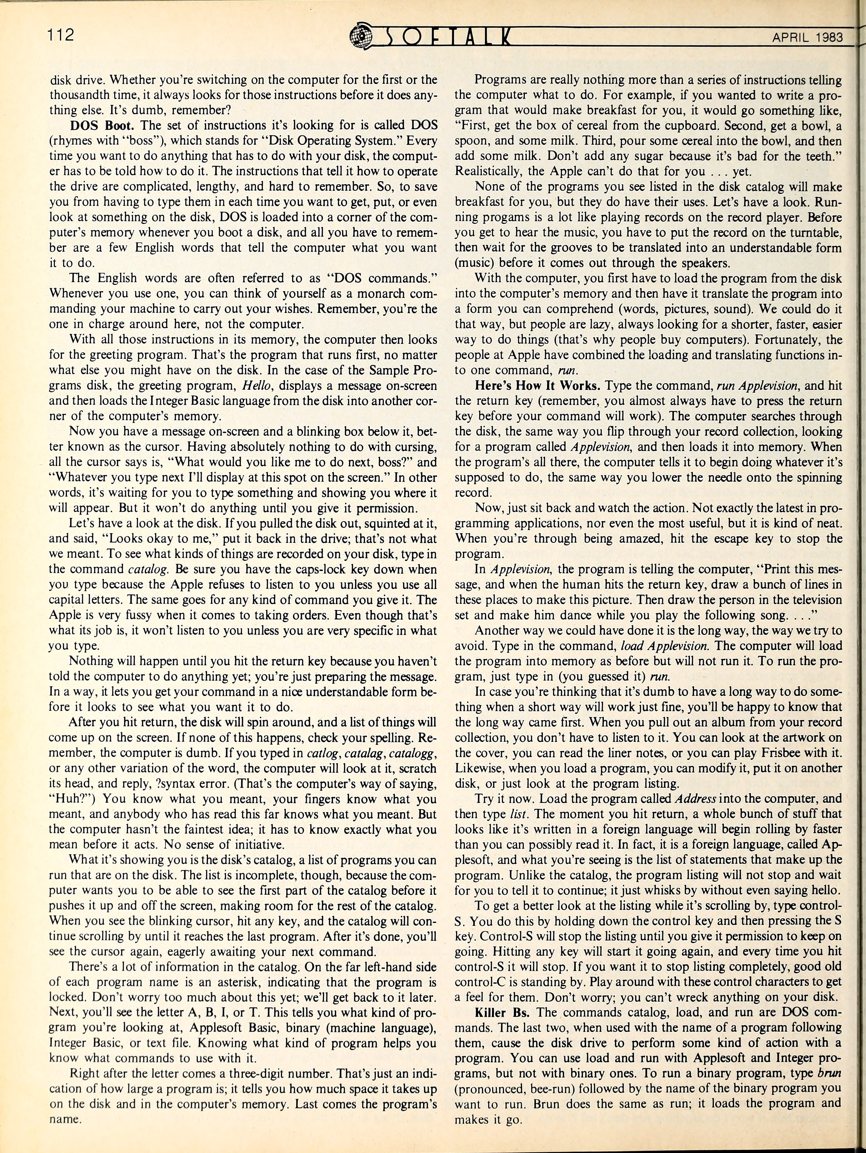 112
SOFTALK
APRIL 1983
disk drive. Whether you're switching on the computer for the first or the
thousandth time, it always looks for those instructions before it does any-
thing else. It's dumb, remember?
DOS Boot. The set of instructions it's looking for is called DOS
(rhymes with "boss"), which stands for "Disk Operating System." Every
time you want to do anything that has to do with your disk, the comput-
er has to be told how to do it. The instructions that tell it how to operate
the drive are complicated, lengthy, and hard to remember. So, to save
you from having to type them in each time you want to get, put, or even
look at something on the disk, DOS is loaded into a corner of the com-
puter's memory whenever you boot a disk, and all you have to remem-
ber are a few English words that tell the computer what you want
it to do.
The English words are often referred to as "DOS commands."
Whenever you use one, you can think of yourself as a monarch com-
manding your machine to carry out your wishes. Remember, you're the
one in charge around here, not the computer.
With all those instructions in its memory, the computer then looks
for the greeting program. That's the program that runs first, no matter
what else you might have on the disk. In the case of the Sample Pro-
grams disk, the greeting program, Hello, displays a message on-screen
and then loads the Integer Basic language from the disk into another cor-
ner of the computer's memory.
Now you have a message on-screen and a blinking box below it, bet-
ter known as the cursor. Having absolutely nothing to do with cursing,
all the cursor says is, "What would you like me to do next, boss?" and
"Whatever you type next I'll display at this spot on the screen." In other
words, it's waiting for you to type something and showing you where it
will appear. But it won't do anything until you give it permission.
Let's have a look at the disk. If you pulled the disk out, squinted at it,
and said, "Looks okay to me," put it back in the drive; that's not what
we meant. To see what kinds of things are recorded on your disk, type in
the command catalog. Be sure you have the caps-lock key down when
you type because the Apple refuses to listen to you unless you use all
capital letters. The same goes for any kind of command you give it. The
Apple is very fussy when it comes to taking orders. Even though that's
what its job is, it won't listen to you unless you are very specific in what
you type.
Nothing will happen until you hit the return key because you haven't
told the computer to do anything yet; you're just preparing the message.
In a way, it lets you get your command in a nice understandable form be-
fore it looks to see what you want it to do.
After you hit return, the disk will spin around, and a list of things will
come up on the screen. If none of this happens, check your spelling. Re-
member, the computer is dumb. If you typed in catlog, catalag, catalogg,
or any other variation of the word, the computer will look at it, scratch
its head, and reply, ?syntax error. (That's the computer's way of saying,
"Huh?") You know what you meant, your fingers know what you
meant, and anybody who has read this far knows what you meant. But
the computer hasn't the faintest idea; it has to know exactly what you
mean before it acts. No sense of initiative.
What it's showing you is the disk's catalog, a list of programs you can
run that are on the disk. The list is incomplete, though, because the com-
puter wants you to be able to see the first part of the catalog before it
pushes it up and off the screen, making room for the rest of the catalog.
When you see the blinking cursor, hit any key, and the catalog will con-
tinue scrolling by until it reaches the last program. After it's done, you'll
see the cursor again, eagerly awaiting your next command.
There's a lot of information in the catalog. On the far left-hand side
of each program name is an asterisk, indicating that the program is
locked. Don't worry too much about this yet; we'll get back to it later.
Next, you'll see the letter A, B, I, or T. This tells you what kind of pro-
gram you're looking at, Applesoft Basic, binary (machine language),
Integer Basic, or text file. Knowing what kind of program helps you
know what commands to use with it.
Right after the letter comes a three-digit number. That's just an indi-
cation of how large a program is; it tells you how much space it takes up
on the disk and in the computer's memory. Last comes the program's
name.
Programs are really nothing more than a series of instructions telling
the computer what to do. For example, if you wanted to write a pro-
gram that would make breakfast for you, it would go something like,
"First, get the box of cereal from the cupboard. Second, get a bowl, a
spoon, and some milk. Third, pour some cereal into the bowl, and then
add some milk. Don't add any sugar because it's bad for the teeth."
Realistically, the Apple can't do that for you . . . yet.
None of the programs you see listed in the disk catalog will make
breakfast for you, but they do have their uses. Let's have a look. Run-
ning progams is a lot like playing records on the record player. Before
you get to hear the music, you have to put the record on the turntable,
then wait for the grooves to be translated into an understandable form
(music) before it comes out through the speakers.
With the computer, you first have to load the program from the disk
into the computer's memory and then have it translate the program into
a form you can comprehend (words, pictures, sound). We could do it
that way, but people are lazy, always looking for a shorter, faster, easier
way to do things (that's why people buy computers). Fortunately, the
people at Apple have combined the loading and translating functions in-
to one command, run.
Here's How It Works. Type the command, run Applevision, and hit
the return key (remember, you almost always have to press the return
key before your command will work). The computer searches through
the disk, the same way you flip through your record collection, looking
for a program called Applevision, and then loads it into memory. When
the program's all there, the computer tells it to begin doing whatever it's
supposed to do, the same way you lower the needle onto the spinning
record.
Now, just sit back and watch the action. Not exactly the latest in pro-
gramming applications, nor even the most useful, but it is kind of neat.
When you're through being amazed, hit the escape key to stop the
program.
In Applevision, the program is telling the computer, "Print this mes-
sage, and when the human hits the return key, draw a bunch of lines in
these places to make this picture. Then draw the person in the television
set and make him dance while you play the following song. . . ."
Another way we could have done it is the long way, the way we try to
avoid. Type in the command, load Applevision. The computer will load
the program into memory as before but will not run it. To run the pro-
gram, just type in (you guessed it) run.
In case you're thinking that it's dumb to have a long way to do some-
thing when a short way will work just fine, you'll be happy to know that
the long way came first. When you pull out an album from your record
collection, you don't have to listen to it. You can look at the artwork on
the cover, you can read the liner notes, or you can play Frisbee with it.
Likewise, when you load a program, you can modify it, put it on another
disk, or just look at the program listing.
Try it now. Load the program called Address into the computer, and
then type list. The moment you hit return, a whole bunch of stuff that
looks like it's written in a foreign language will begin rolling by faster
than you can possibly read it. In fact, it is a foreign language, called Ap-
plesoft, and what you're seeing is the list of statements that make up the
program. Unlike the catalog, the program listing will not stop and wait
for you to tell it to continue; it just whisks by without even saying hello.
To get a better look at the listing while it's scrolling by, type control-
S. You do this by holding down the control key and then pressing the S
key. Control-S will stop the listing until you give it permission to keep on
going. Hitting any key will start it going again, and every time you hit
control-S it will stop. If you want it to stop listing completely, good old
control-C is standing by. Play around with these control characters to get
a feel for them. Don't worry; you can't wreck anything on your disk.
Killer Bs. The commands catalog, load, and run are DOS com-
mands. The last two, when used with the name of a program following
them, cause the disk drive to perform some kind of action with a
program. You can use load and run with Applesoft and Integer pro-
grams, but not with binary ones. To run a binary program, type brun
(pronounced, bee-run) followed by the name of the binary program you
want to run. Brun does the same as run; it loads the program and
makes it go.